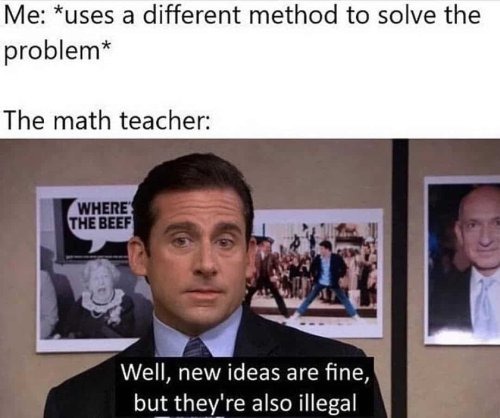 Me: *uses a different method to solve the
problem*
The math teacher:
WHERE'S
THE BEEF
Well, new ideas are fine,
but they're also illegal